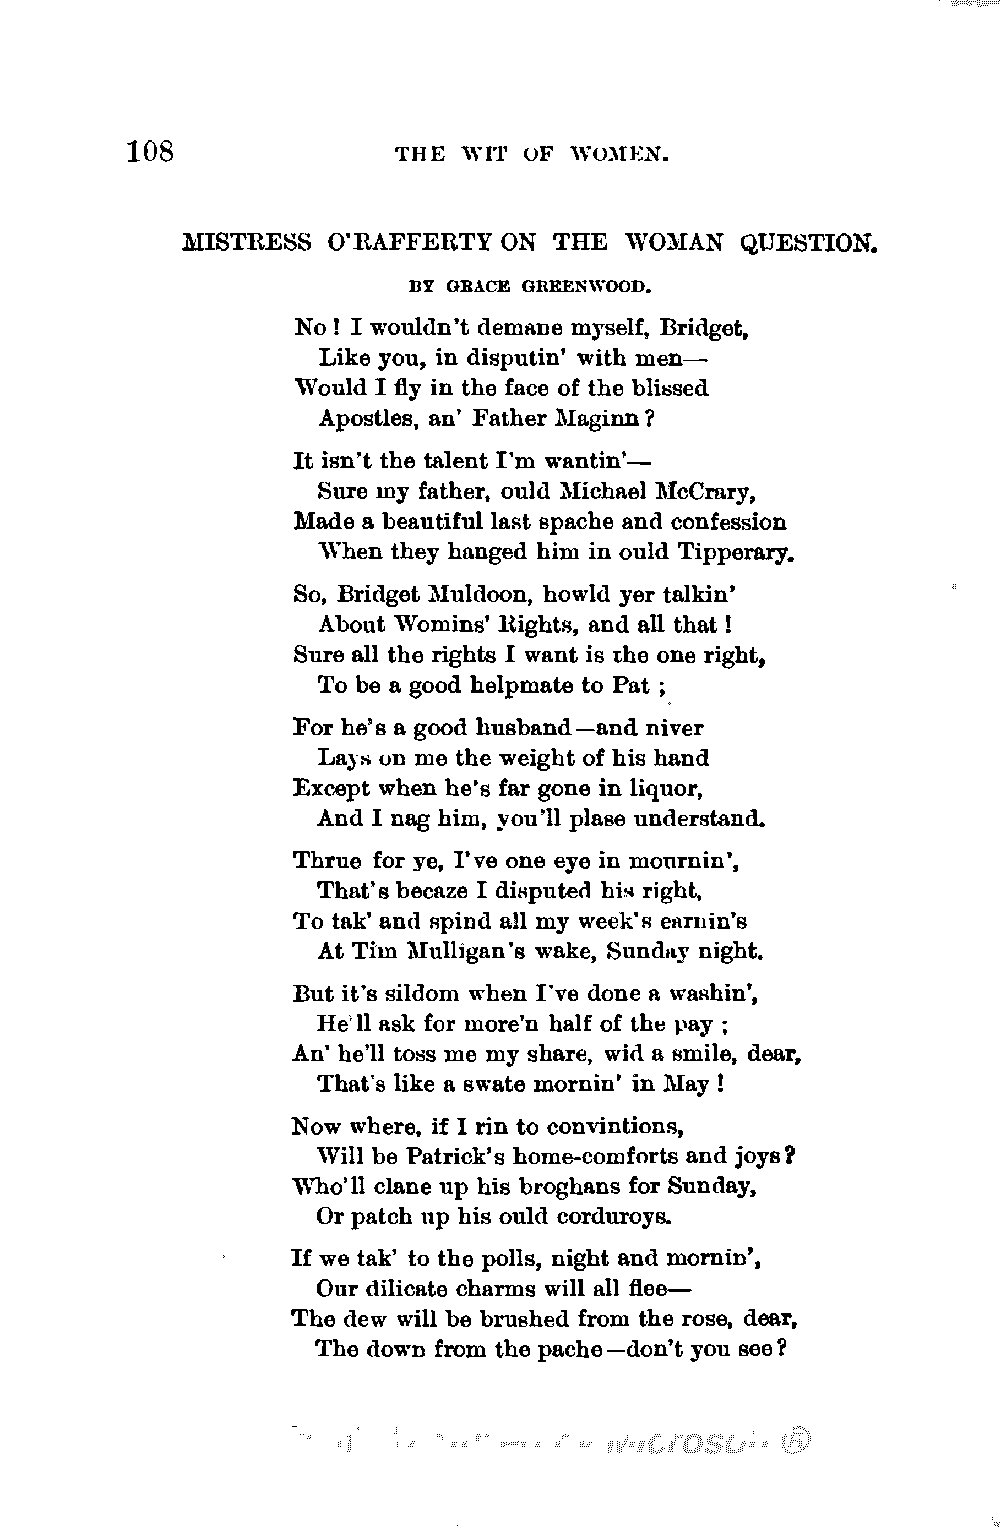 108 THE WIT OF WOMEN.
MISTRESS O'RAFFERTY ON THE WOMAN QUESTION.
BY GRACE GREENWOOD.
No! I wouldn't demane myself, Bridget,
Like you, in disputin' with men—
Would I fly in the face of the blissed
Apostles, an' Father Maginn?
It isn't the talent I'm wantin'—
Sure my father, ould Michael McCrary,
Made a beautiful last spache and confession
When they hanged him in ould Tipperary.
So, Bridget Muldoon, howld yer talkin'
About Womins' Rights, and all that!
Sure all the rights I want is the one right,
To be a good helpmate to Pat;
For he's a good husband—and niver
Lays on me the weight of his hand
Except when he's far gone in liquor,
And I nag him, you'll plase understand.
Thrue for ye, I've one eye in mournin',
That's becaze I disputed his right,
To tak' and spind all my week's earnin's
At Tim Mulligan's wake, Sunday night.
But it's sildom when I've done a washin',
He'll ask for more'n half of the pay;
An' he'll toss me my share, wid a smile, dear,
That's like a swate mornin' in May!
Now where, if I rin to convintions,
Will be Patrick's home-comforts and joys?
Who'll clane up his broghans for Sunday,
Or patch up his ould corduroys.
If we tak' to the polls, night and mornin',
Our dilicate charms will all flee—
The dew will be brushed from the rose, dear,
The down from the pache—don't you see?
Microsoft ®